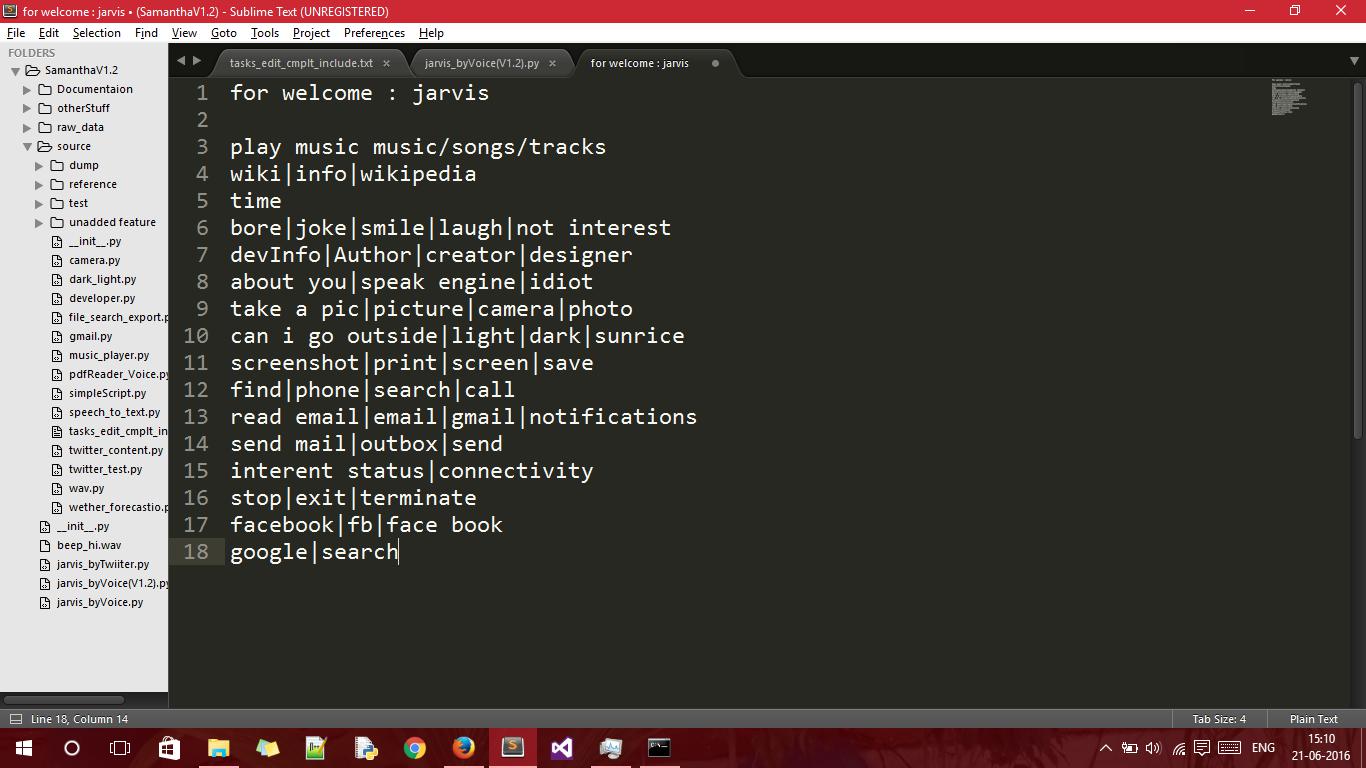 for welcome : jarvis • (SamanthaV1.2) - Sublime Text (UNREGISTERED)
File Edit Selection Find View Goto Tools Project Preferences Help
FOLDERS
SamanthaV1.2
Documentaion
otherStuff
raw_data
source
dump
reference
test
unadded feature
__init__.py
camera.py
dark_light.py
developer.py
file_search_export.p
gmail.py
music_player.py
pdfReader_Voice.py
simpleScript.py
speech_to_text.py
tasks_edit_cmplt_in
twitter_content.py
twitter_test.py
wav.py
wether_forecastio.p
__init__.py
beep_hi.wav
jarvis_byTwiiter.py
jarvis_byVoice(V1.2).py
jarvis_byVoice.py
tasks_edit_cmplt_include.txt × jarvis_byVoice(V1.2).py × for welcome : jarvis
1 for welcome : jarvis
2
3 play music music/songs/tracks
4 wiki|info|wikipedia
5 time
6 bore|joke|smile|laugh|not interest
7 devInfo|Author|creator|designer
8 about you|speak engine|idiot
9 take a pic|picture|camera|photo
10 can i go outside|light|dark|sunrice
11 screenshot|print|screen|save
12 find|phone|search|call
13 read email|email|gmail|notifications
14 send mail|outbox|send
15 interent status|connectivity
16 stop|exit|terminate
17 facebook|fb|face book
18 google|search
Line 18, Column 14
Tab Size: 4
Plain Text
ENG
15:10
21-06-2016